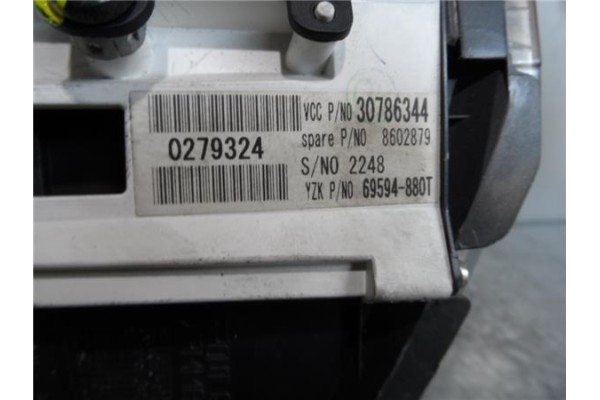 0279324
VCC P/NO 30786344
spare P/NO 8602879
S/NO 2248
YZK P/NO 69594-880T